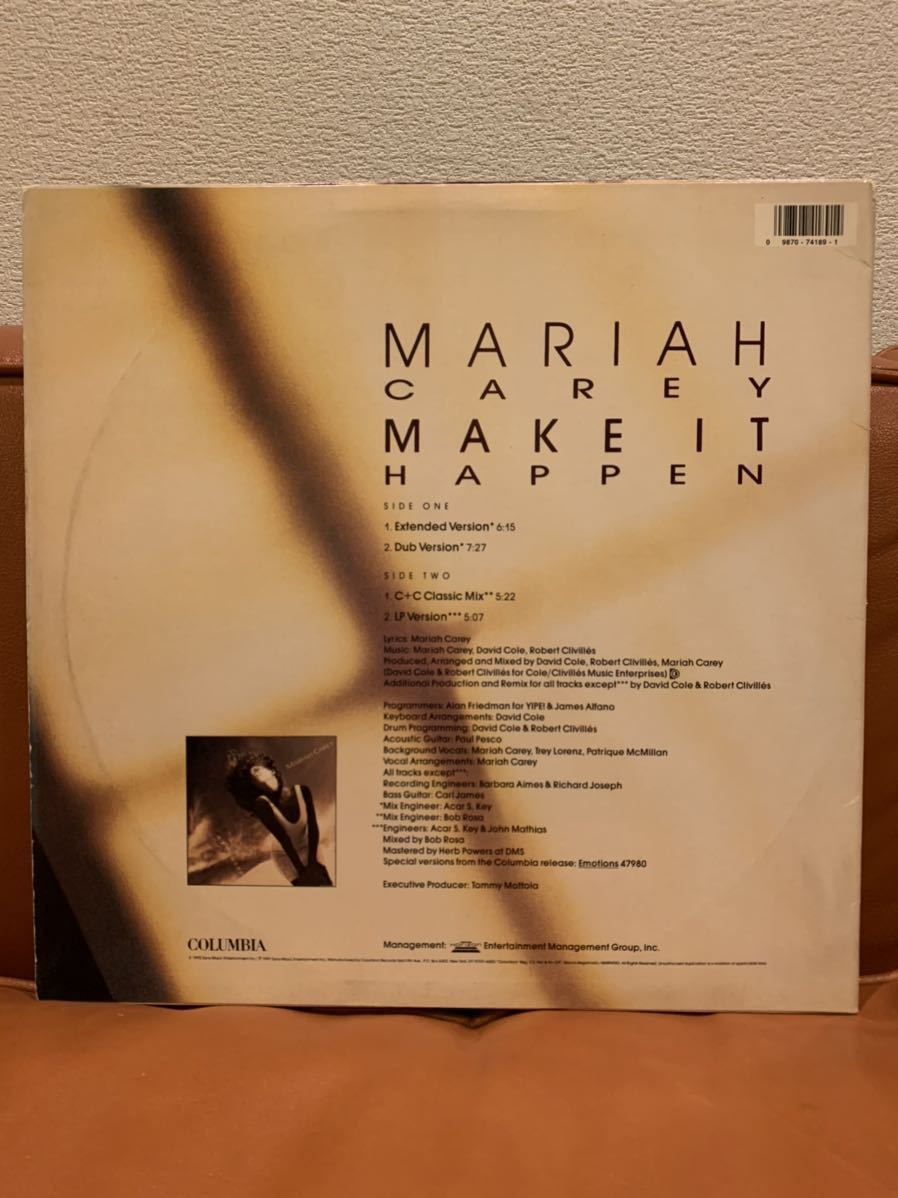 0 9870 - 74189 - 1
MARIAH
CAREY
MAKE IT
HAPPEN
SIDE ONE
1. Extended Version* 6:15
2. Dub Version* 7:27
SIDE TWO
1. C+C Classic Mix** 5:22
2. LP Version*** 5:07
Lyrics: Mariah Carey
Music: Mariah Carey, David Cole, Robert Clivillés
Produced, Arranged and Mixed by David Cole, Robert Clivillés, Mariah Carey
(David Cole & Robert Clivillés for Cole/Clivillés Music Enterprises)
Additional Production and Remix for all tracks except*** by David Cole & Robert Clivillés
Programmers: Alan Friedman for YIPE! & James Alfano
Keyboard Arrangements: David Cole
Drum Programming: David Cole & Robert Clivillés
Acoustic Guitar: Paul Pesco
Background Vocals: Mariah Carey, Trey Lorenz, Patrique McMillan
Vocal Arrangements: Mariah Carey
All tracks except***:
Recording Engineers: Barbara Aimes & Richard Joseph
Bass Guitar: Carl James
*Mix Engineer: Acar S. Key
**Mix Engineer: Bob Rosa
***Engineers: Acar S. Key & John Mathias
Mixed by Bob Rosa
Mastered by Herb Powers at DMS
Special versions from the Columbia release: Emotions 47980
Executive Producer: Tommy Mottola
MARIAH CAREY
COLUMBIA
Management: Entertainment Management Group, Inc.